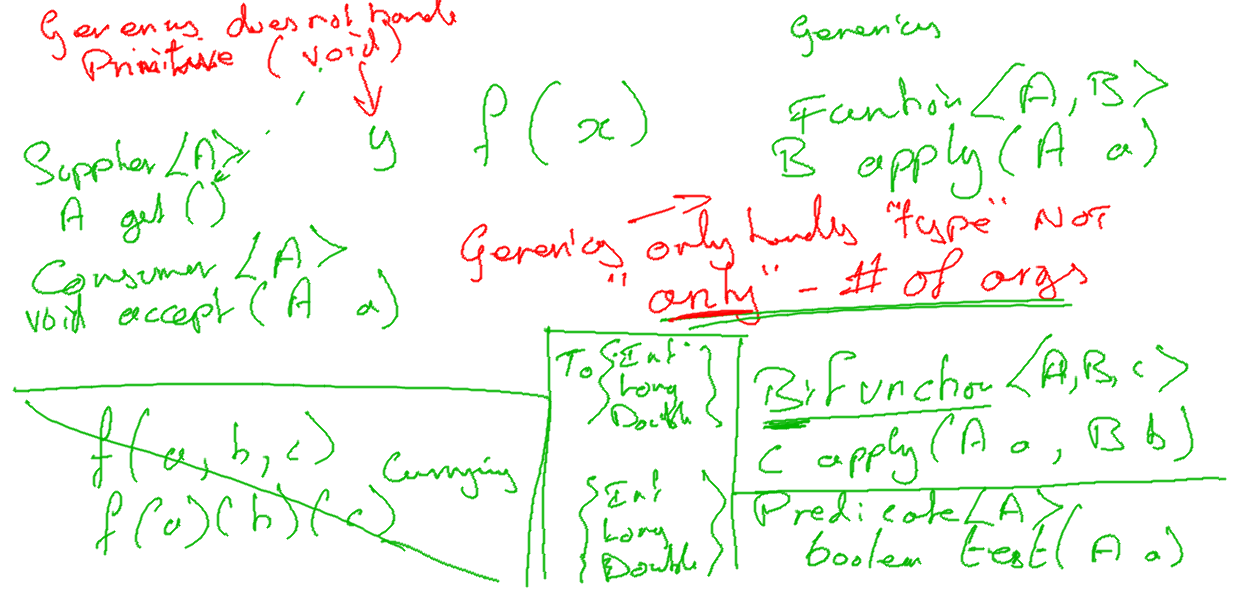 Generics does not handle
Primitive (void)
y
f(x)
Generics
Function<A, B>
B apply(A a)
Supplier<A>
A get()
Consumer<A>
void accept(A a)
Generics only handles "type" NOT
"arity" - # of args
f(a, b, c)
f(a)(b)(c)
Currying
To {Int
Long
Double}
{Int
Long
Double}
BiFunction<A, B, C>
C apply(A a, B b)
Predicate<A>
boolean test(A a)